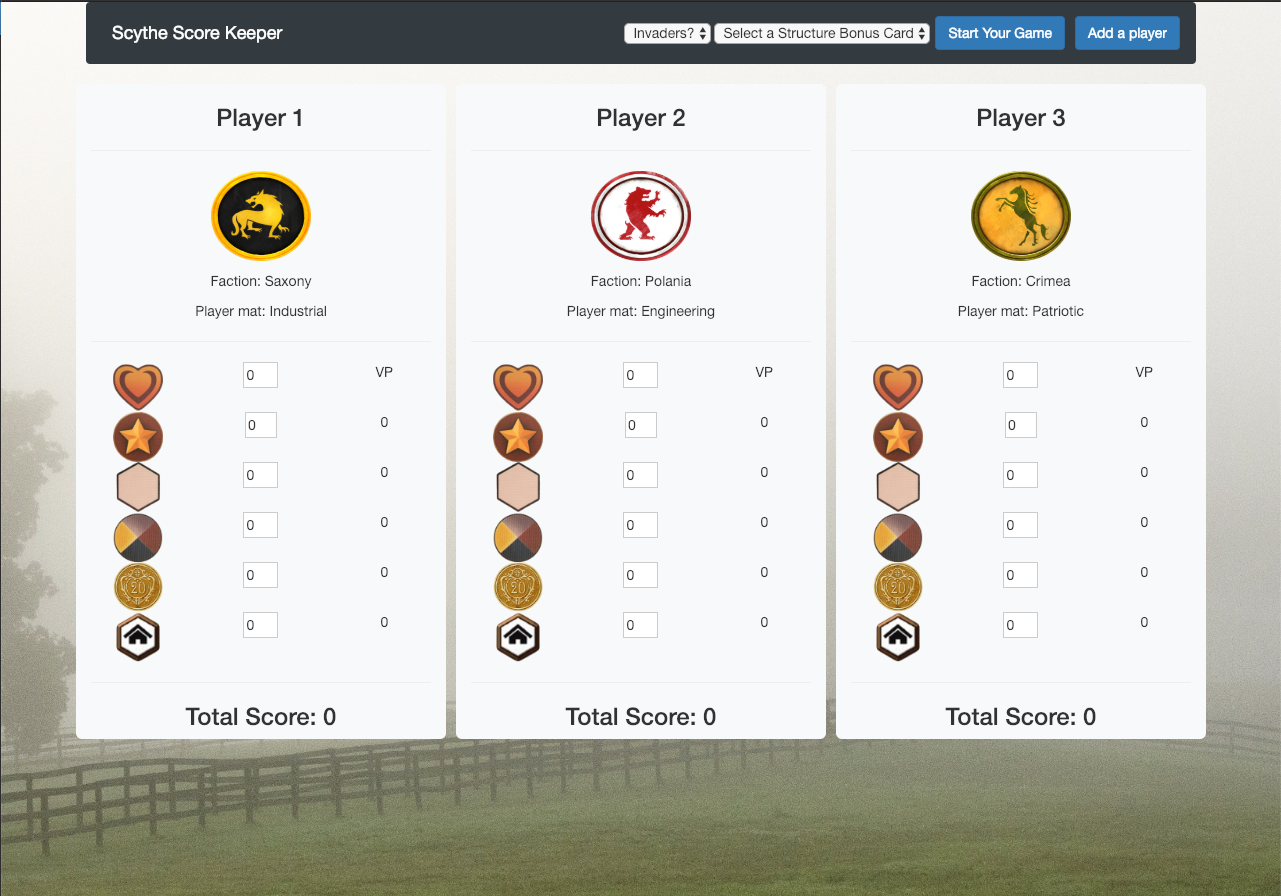 Scythe Score Keeper
Invaders?
Select a Structure Bonus Card
Start Your Game
Add a player
Player 1
Faction: Saxony
Player mat: Industrial
0 VP
0 0
0 0
0 0
20 0 0
0 0
Total Score: 0
Player 2
Faction: Polania
Player mat: Engineering
0 VP
0 0
0 0
0 0
20 0 0
0 0
Total Score: 0
Player 3
Faction: Crimea
Player mat: Patriotic
0 VP
0 0
0 0
0 0
20 0 0
0 0
Total Score: 0